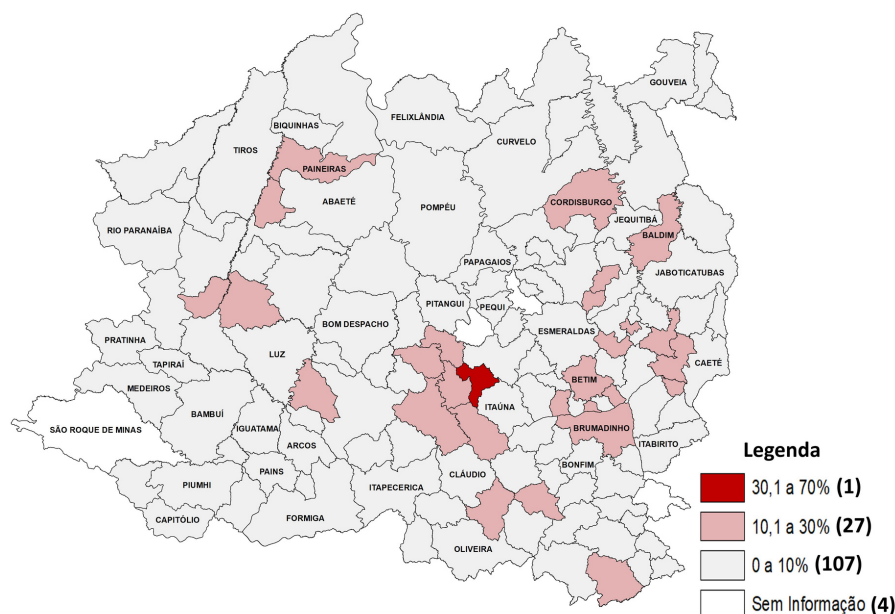 GOUVEIA
FELIXLÂNDIA
BIQUINHAS
CURVELO
TIROS
PAINEIRAS
ABAETÉ
CORDISBURGO
POMPÉU
JEQUITIBÁ
RIO PARANAÍBA
BALDIM
PAPAGAIOS
JABOTICATUBAS
PITANGUI
PEQUI
BOM DESPACHO
ESMERALDAS
PRATINHA
LUZ
TAPIRAÍ
CAETÉ
BETIM
MEDEIROS
ITAÚNA
BAMBUÍ
IGUATAMA
BRUMADINHO
SÃO ROQUE DE MINAS
ARCOS
ITABIRITO
BONFIM
PAINS
CLÁUDIO
PIUMHI
ITAPECERICA
CAPITÓLIO
FORMIGA
OLIVEIRA
Legenda
30,1 a 70% (1)
10,1 a 30% (27)
0 a 10% (107)
Sem Informação (4)